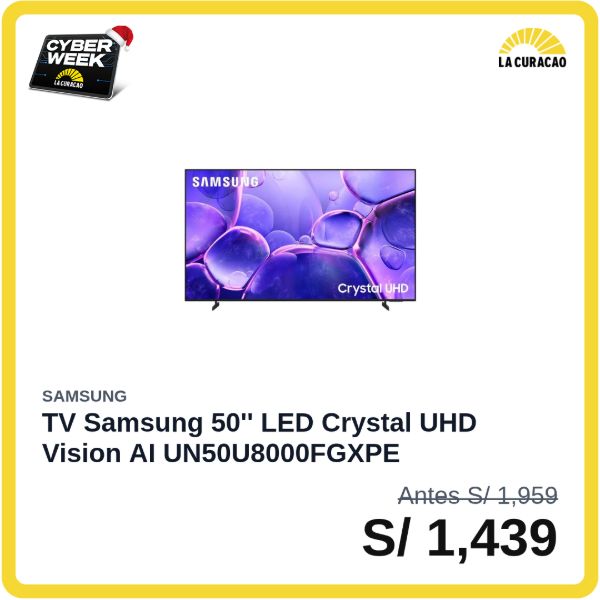 CYBER
WEEK
LA CURACAO
LA CURACAO
SAMSUNG
Crystal UHD
SAMSUNG
TV Samsung 50'' LED Crystal UHD
Vision AI UN50U8000FGXPE
Antes S/ 1,959
S/ 1,439